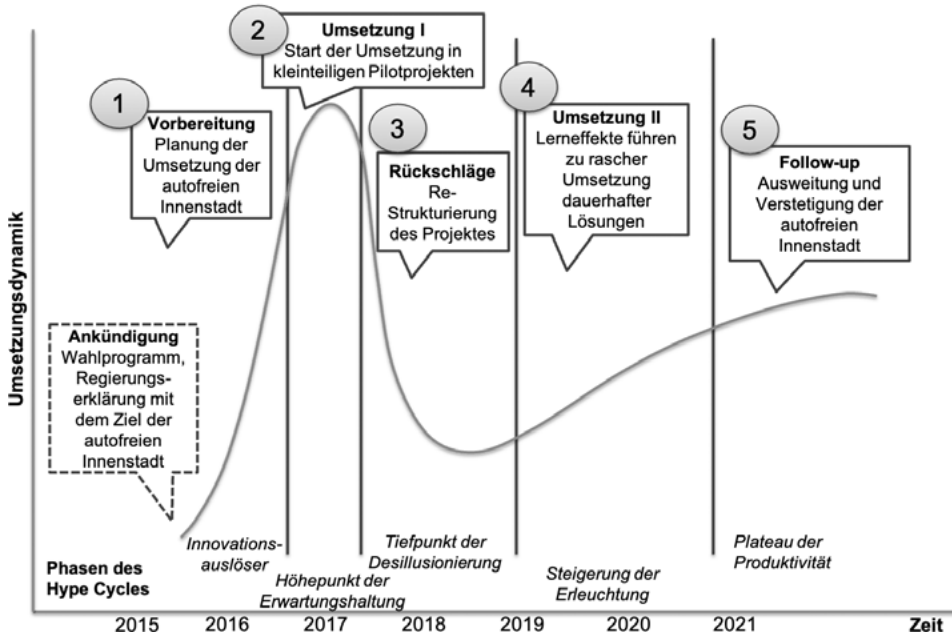 Umsetzungsdynamik
1
Vorbereitung
Planung der
Umsetzung der
autofreien
Innenstadt
2
Umsetzung I
Start der Umsetzung in
kleinteiligen Pilotprojekten
3
Rückschläge
Re-
Strukturierung
des Projektes
4
Umsetzung II
Lerneffekte führen
zu rascher
Umsetzung
dauerhafter
Lösungen
5
Follow-up
Ausweitung und
Verstetigung der
autofreien
Innenstadt
Ankündigung
Wahlprogramm,
Regierungs-
erklärung mit
dem Ziel der
autofreien
Innenstadt
Phasen des
Hype Cycles
Innovations-
auslöser
Höhepunkt der
Erwartungshaltung
Tiefpunkt der
Desillusionierung
Steigerung der
Erleuchtung
Plateau der
Produktivität
2015 2016 2017 2018 2019 2020 2021 Zeit